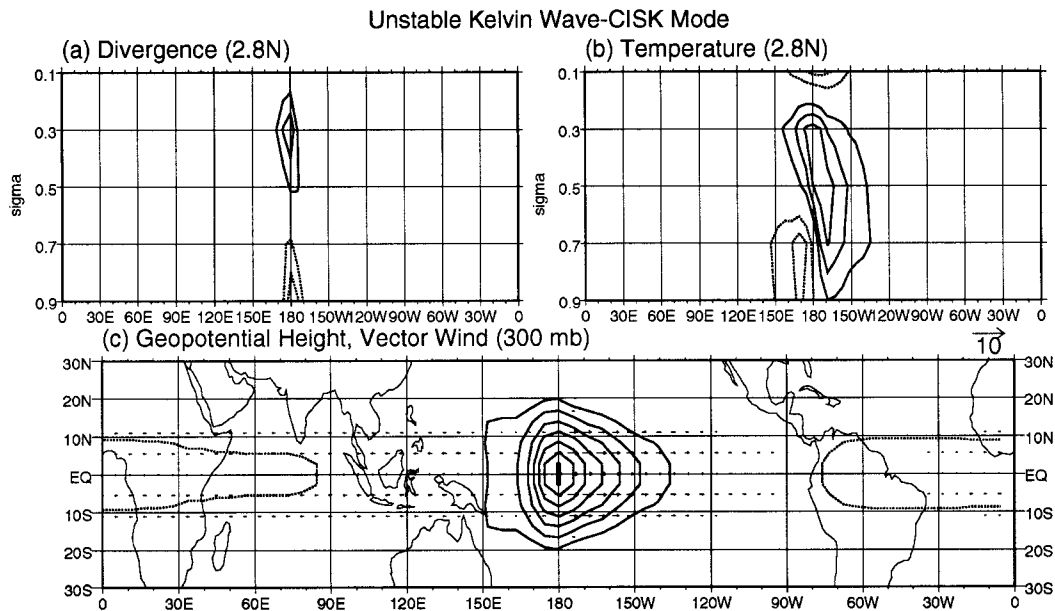 Unstable Kelvin Wave-CISK Mode
(a) Divergence (2.8N)
(b) Temperature (2.8N)
0.1
0.3
0.5
0.7
0.9
sigma
0 30E 60E 90E 120E 150E 180 150W 120W 90W 60W 30W 0
0.1
0.3
0.5
0.7
0.9
sigma
0 30E 60E 90E 120E 150E 180 150W 120W 90W 60W 30W 0
(c) Geopotential Height, Vector Wind (300 mb)
10
30N 30N
20N 20N
10N 10N
EQ EQ
10S 10S
20S 20S
30S 30S
0 30E 60E 90E 120E 150E 180 150W 120W 90W 60W 30W 0